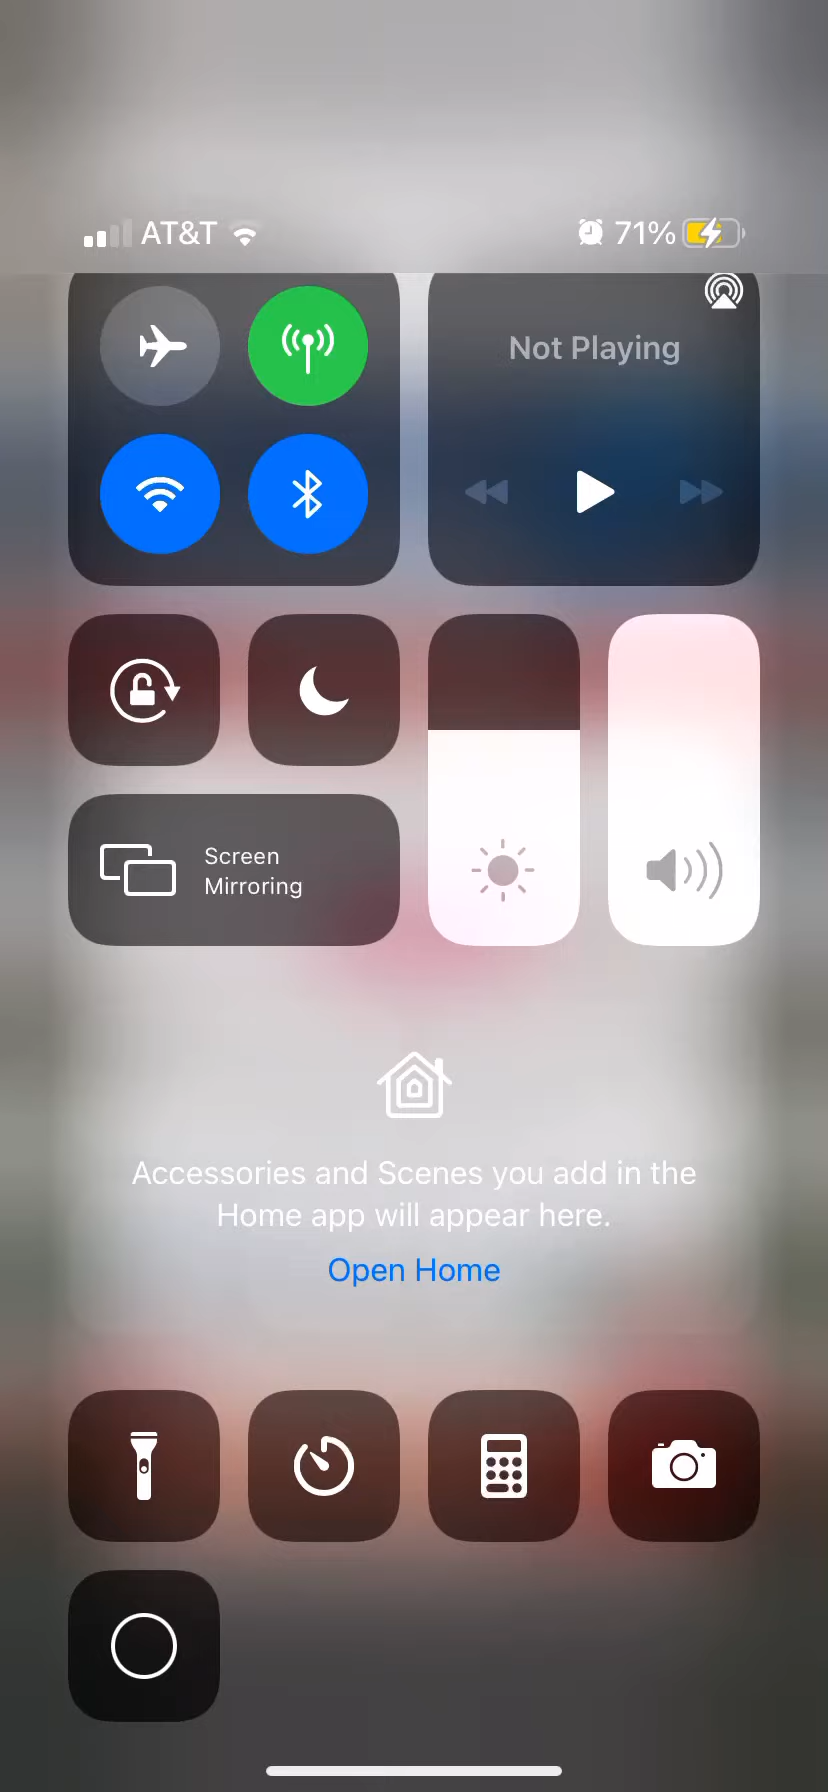 AT&T
71%
Not Playing
Screen
Mirroring
Accessories and Scenes you add in the
Home app will appear here.
Open Home